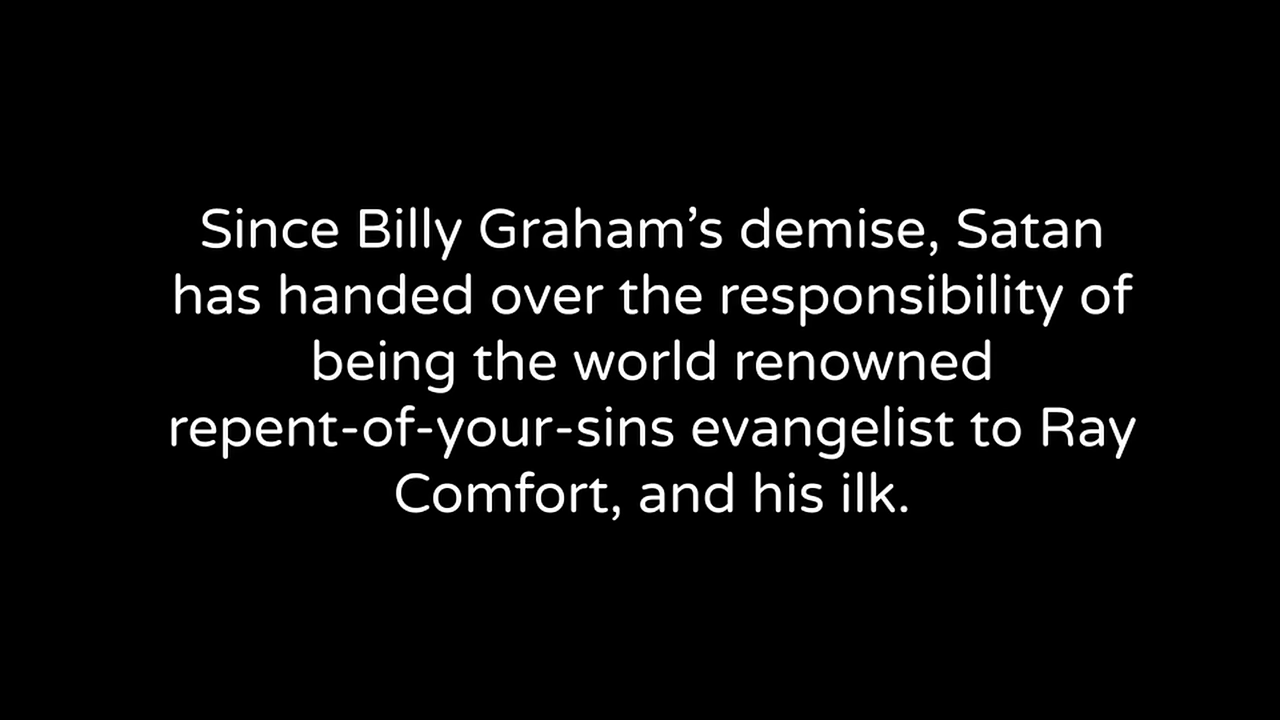 Since Billy Graham’s demise, Satan
has handed over the responsibility of
being the world renowned
repent-of-your-sins evangelist to Ray
Comfort, and his ilk.